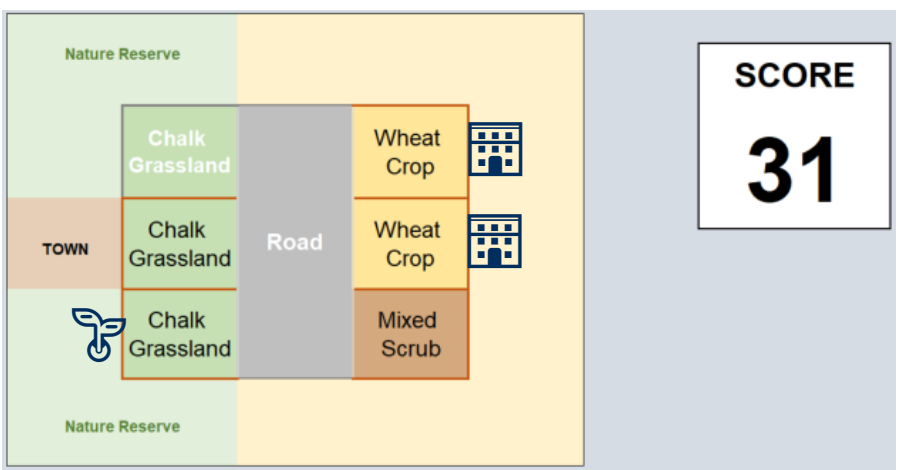 Nature Reserve
Chalk
Grassland
Wheat
Crop
TOWN
Chalk
Grassland
Road
Wheat
Crop
Chalk
Grassland
Mixed
Scrub
Nature Reserve
SCORE
31